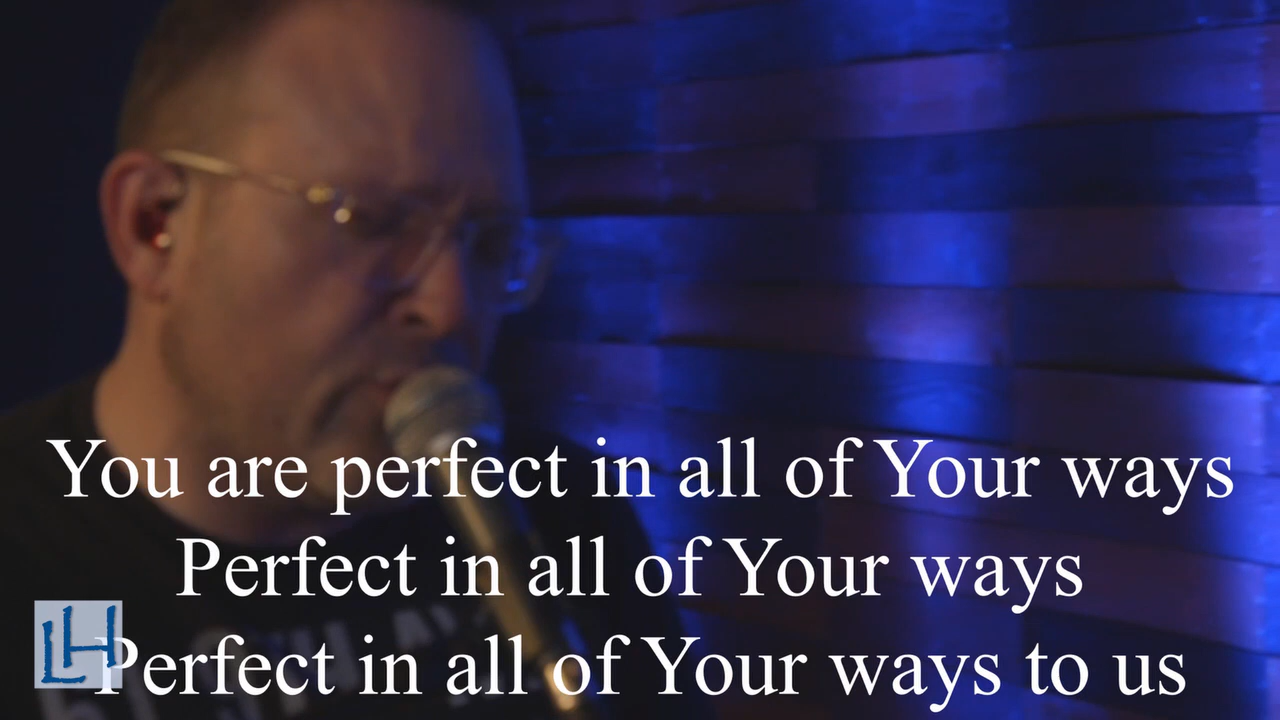 You are perfect in all of Your ways
Perfect in all of Your ways
Perfect in all of Your ways to us
LH